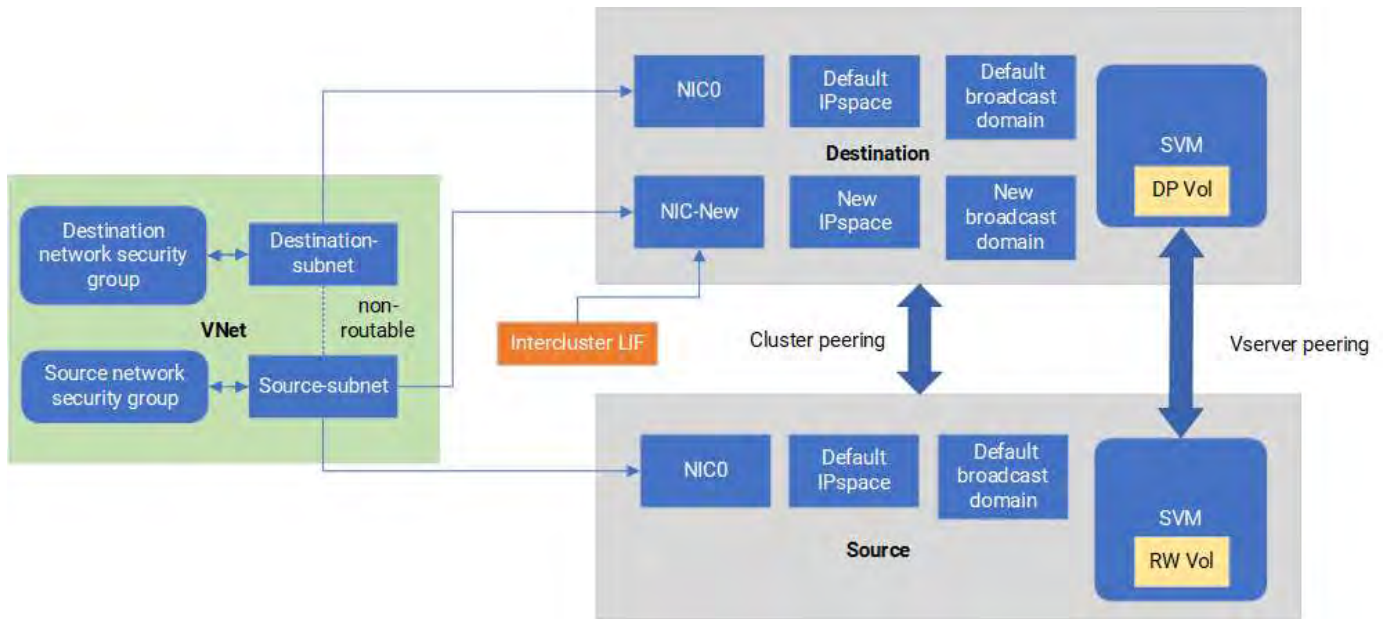 NIC0
Default
IPspace
Default
broadcast
domain
SVM
DP Vol
Destination
NIC-New
New
IPspace
New
broadcast
domain
Destination
network security
group
Destination-
subnet
VNet
non-
routable
Source network
security group
Source-subnet
Intercluster LIF
Cluster peering
Vserver peering
NIC0
Default
IPspace
Default
broadcast
domain
SVM
RW Vol
Source